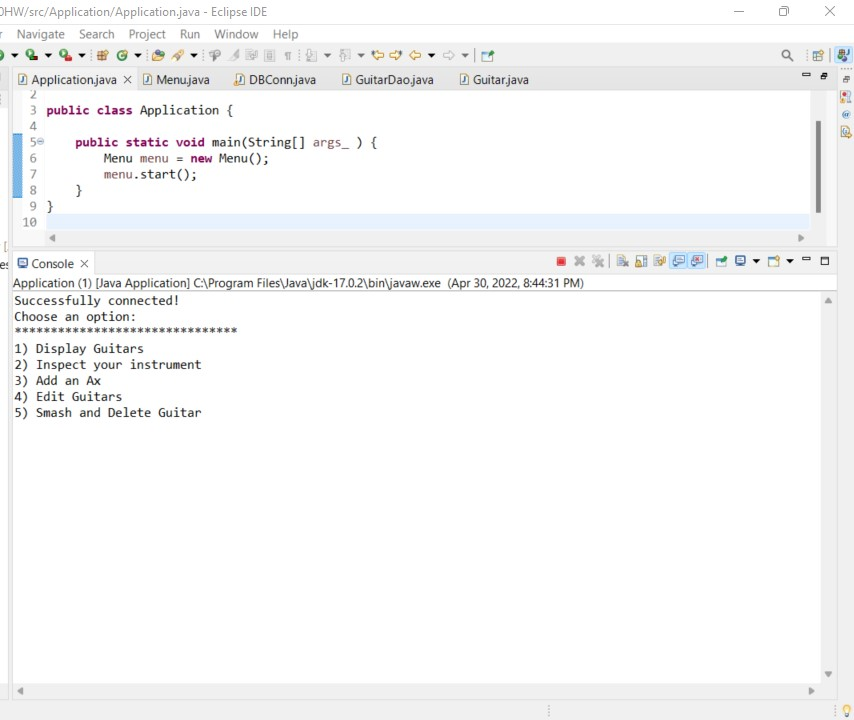 0HW/src/Application/Application.java - Eclipse IDE
Navigate Search Project Run Window Help
Application.java Menu.java DBConn.java GuitarDao.java Guitar.java
2
3 public class Application {
4
5 public static void main(String[] args_ ) {
6 Menu menu = new Menu();
7 menu.start();
8 }
9 }
10
Console
Application (1) [Java Application] C:\Program Files\Java\jdk-17.0.2\bin\javaw.exe (Apr 30, 2022, 8:44:31 PM)
Successfully connected!
Choose an option:
*******************************
1) Display Guitars
2) Inspect your instrument
3) Add an Ax
4) Edit Guitars
5) Smash and Delete Guitar